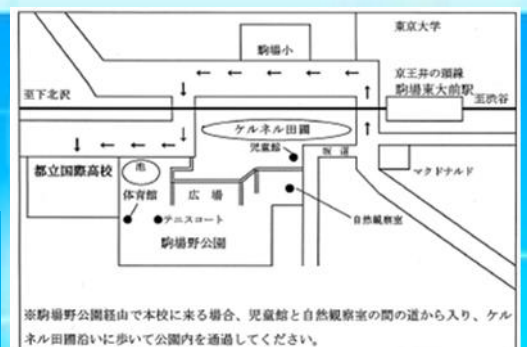 東京大学
駒場小
京王井の頭線
駒場東大前駅
至下北沢
至渋谷
ケルネル田圃
児童館
坂道
マクドナルド
都立国際高校
池
体育館
広場
自然観察室
テニスコート
駒場野公園
※駒場野公園経由で本校に来る場合、児童館と自然観察室の間の道から入り、ケル
ネル田圃沿いに歩いて公園内を通過してください。